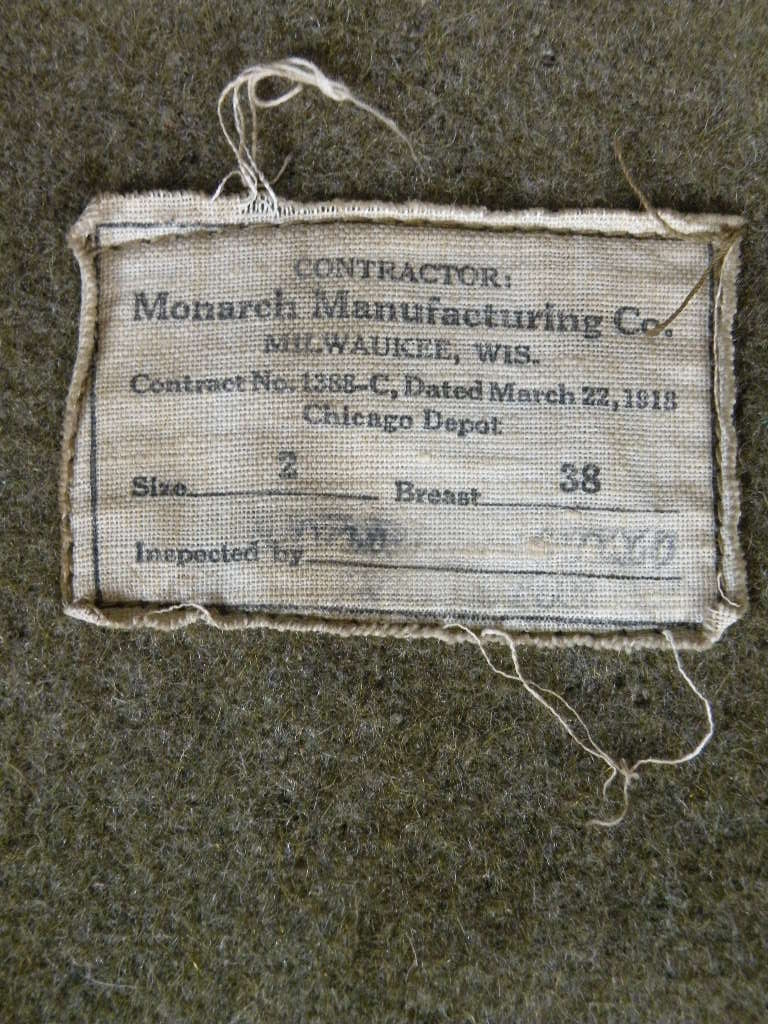 CONTRACTOR:
Monarch Manufacturing Co.
MILWAUKEE, WIS.
Contract No. 1388-C, Dated March 22, 1918
Chicago Depot
Size 2 Breast 38
Inspected by